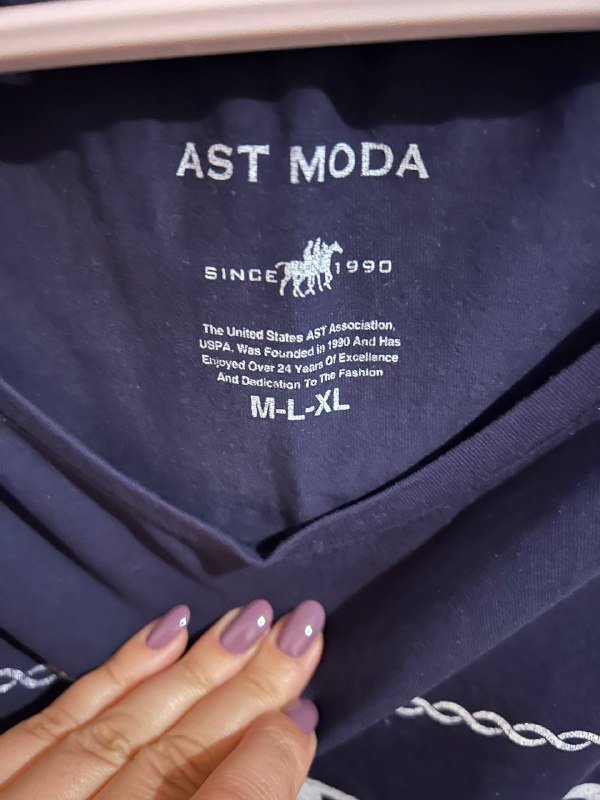 AST MODA
SINCE 1990
The United States AST Association,
USPA. Was Founded in 1990 And Has
Enjoyed Over 24 Years Of Excellance
And Dedication To The Fashion
M-L-XL